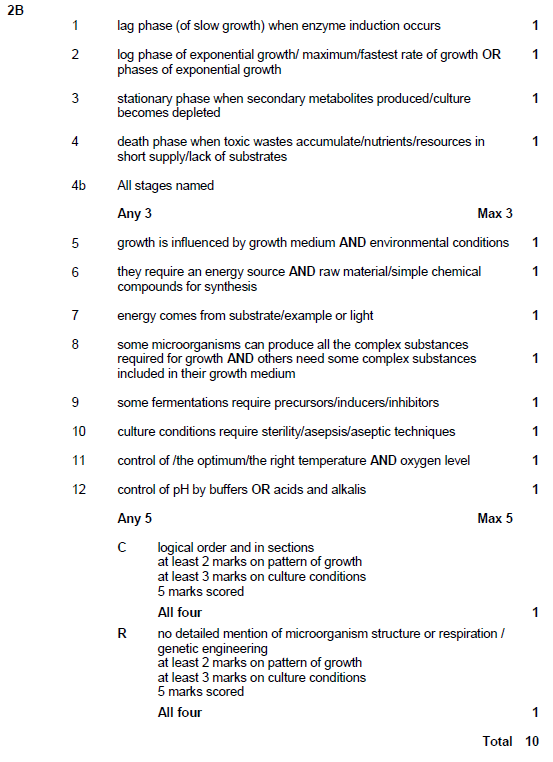 2B
1 lag phase (of slow growth) when enzyme induction occurs 1
2 log phase of exponential growth/ maximum/fastest rate of growth OR 1
phases of exponential growth
3 stationary phase when secondary metabolites produced/culture 1
becomes depleted
4 death phase when toxic wastes accumulate/nutrients/resources in 1
short supply/lack of substrates
4b All stages named
Any 3 Max 3
5 growth is influenced by growth medium AND environmental conditions 1
6 they require an energy source AND raw material/simple chemical 1
compounds for synthesis
7 energy comes from substrate/example or light 1
8 some microorganisms can produce all the complex substances
required for growth AND others need some complex substances 1
included in their growth medium
9 some fermentations require precursors/inducers/inhibitors 1
10 culture conditions require sterility/asepsis/aseptic techniques 1
11 control of /the optimum/the right temperature AND oxygen level 1
12 control of pH by buffers OR acids and alkalis 1
Any 5 Max 5
C logical order and in sections
at least 2 marks on pattern of growth
at least 3 marks on culture conditions
5 marks scored
All four 1
R no detailed mention of microorganism structure or respiration /
genetic engineering
at least 2 marks on pattern of growth
at least 3 marks on culture conditions
5 marks scored
All four 1
Total 10